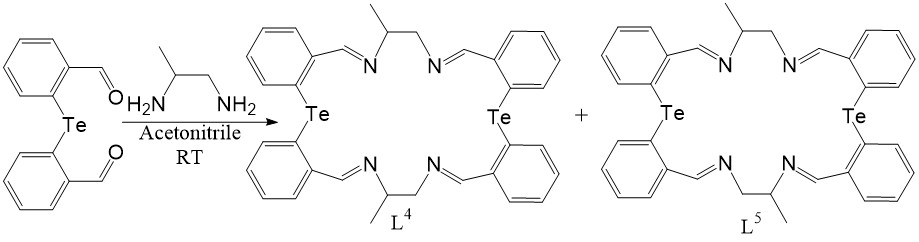 H₂N NH₂
O
Te
O
Acetonitrile
RT
N N
Te Te
N N
L⁴
+
N N
Te Te
N N
L⁵